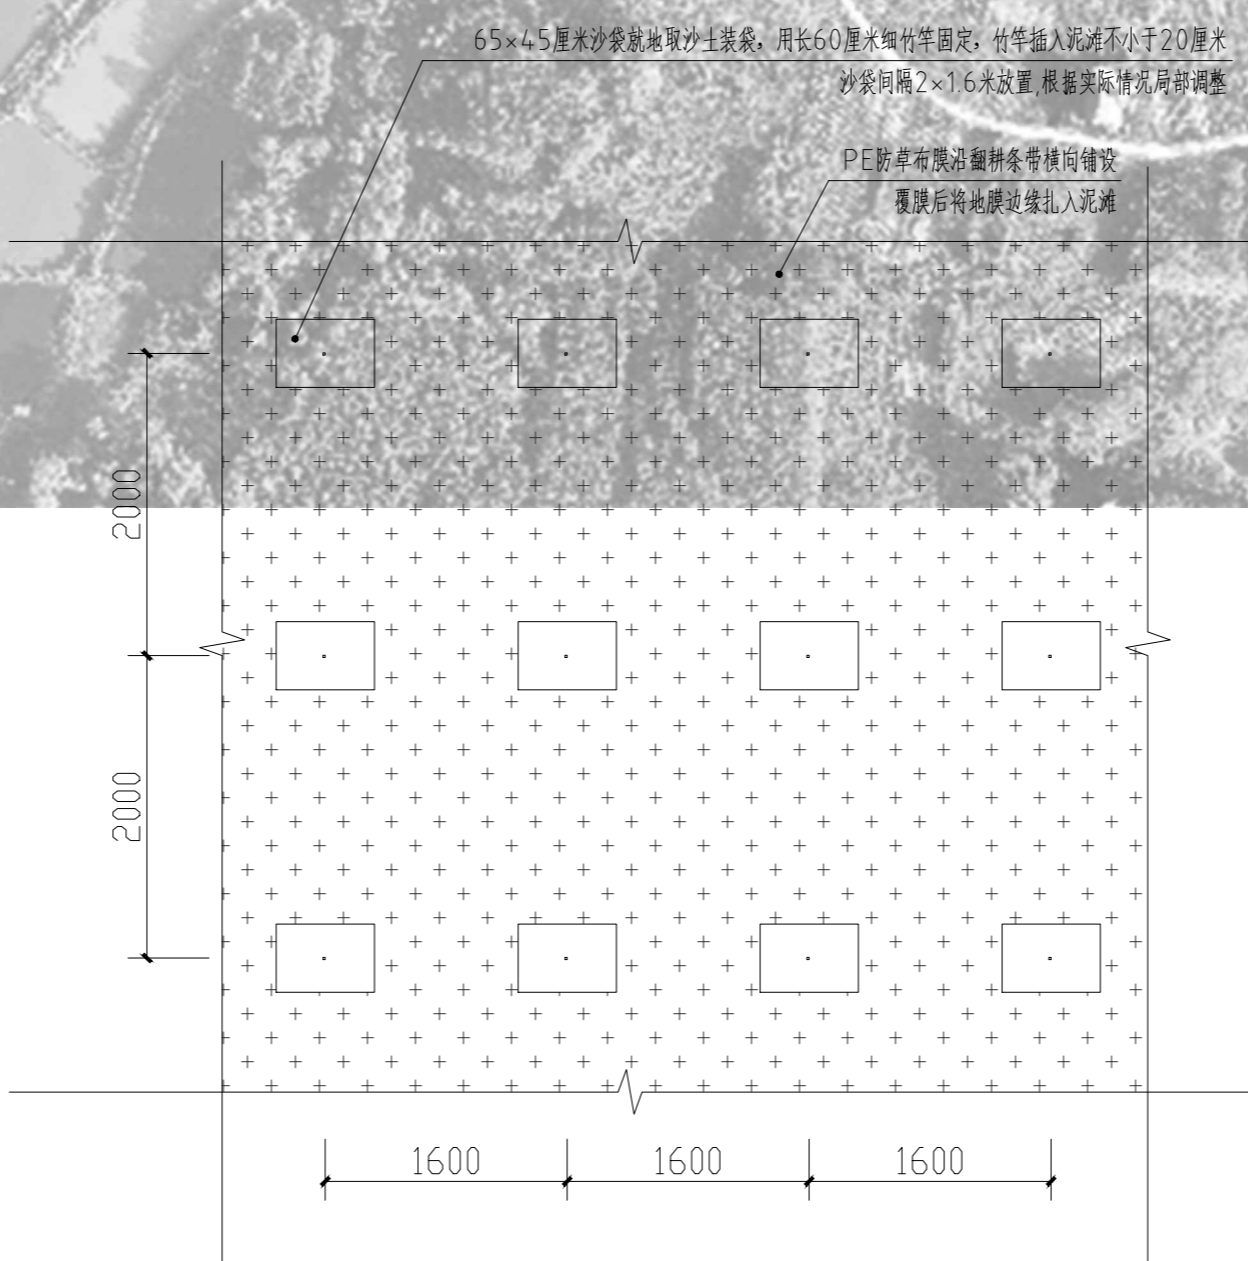 65×45厘米沙袋就地取沙土装袋，用长60厘米细竹竿固定，竹竿插入泥滩不小于20厘米
沙袋间隔2×1.6米放置,根据实际情况局部调整
PE防草布膜沿翻耕条带横向铺设
覆膜后将地膜边缘扎入泥滩
2000
2000
1600
1600
1600